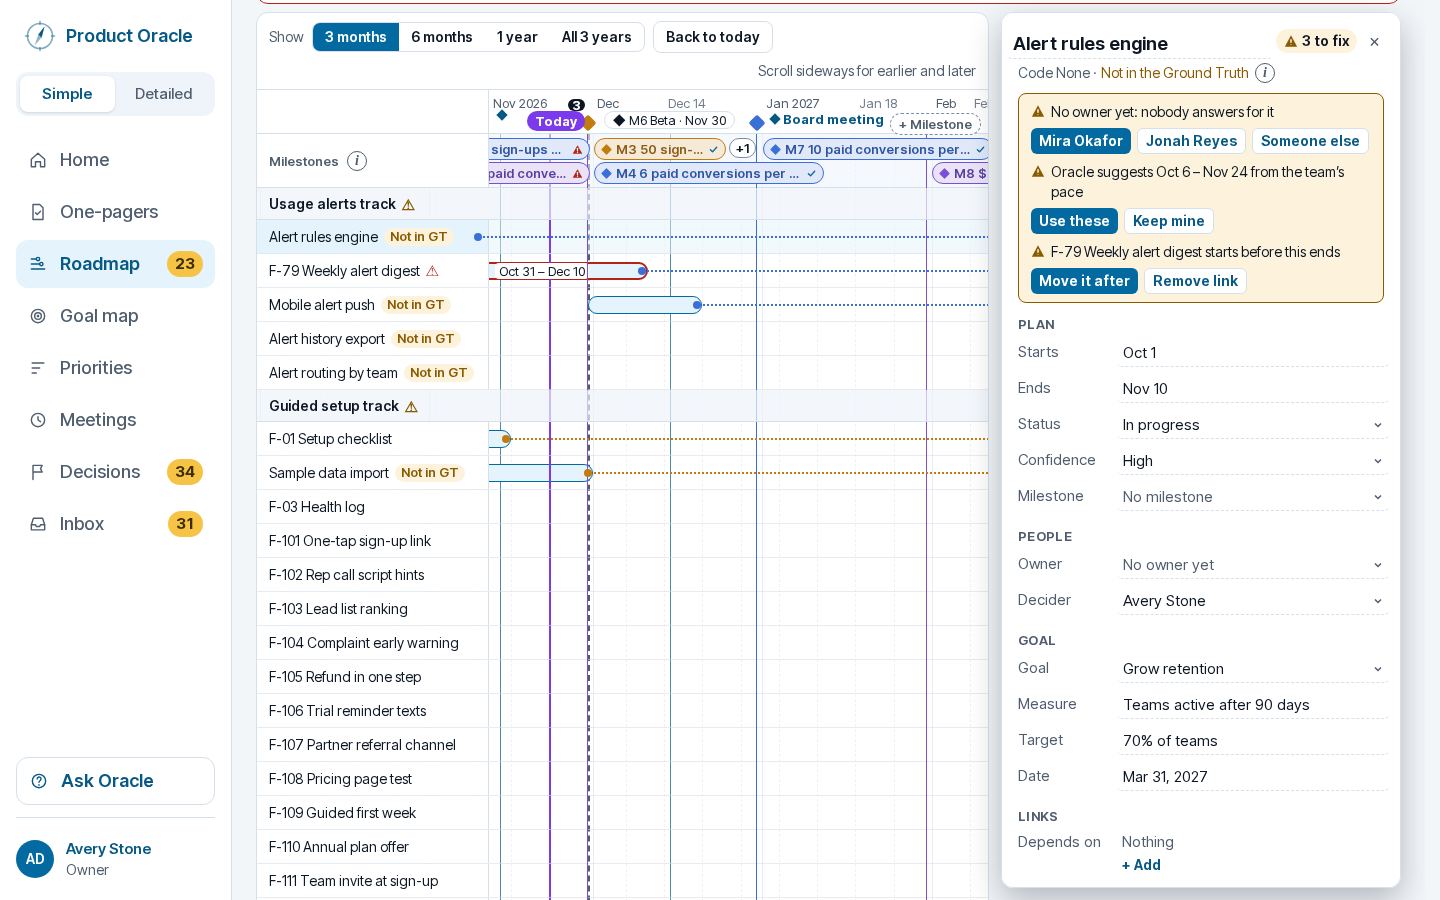 Product Oracle
Simple
Detailed
Home
One-pagers
Roadmap 23
Goal map
Priorities
Meetings
Decisions 34
Inbox 31
Ask Oracle
AD
Avery Stone
Owner
Show
3 months
6 months
1 year
All 3 years
Back to today
Scroll sideways for earlier and later
Nov 2026
3
Dec
Dec 14
Jan 2027
Jan 18
Feb
Fe
Today
M6 Beta · Nov 30
Board meeting
+ Milestone
Milestones i
sign-ups ...
M3 50 sign-...
+1
M7 10 paid conversions per...
paid conve...
M4 6 paid conversions per ...
M8 $
Usage alerts track
Alert rules engine Not in GT
F-79 Weekly alert digest
Oct 31 – Dec 10
Mobile alert push Not in GT
Alert history export Not in GT
Alert routing by team Not in GT
Guided setup track
F-01 Setup checklist
Sample data import Not in GT
F-03 Health log
F-101 One-tap sign-up link
F-102 Rep call script hints
F-103 Lead list ranking
F-104 Complaint early warning
F-105 Refund in one step
F-106 Trial reminder texts
F-107 Partner referral channel
F-108 Pricing page test
F-109 Guided first week
F-110 Annual plan offer
F-111 Team invite at sign-up
Alert rules engine
3 to fix
×
Code None · Not in the Ground Truth i
No owner yet: nobody answers for it
Mira Okafor
Jonah Reyes
Someone else
Oracle suggests Oct 6 – Nov 24 from the team's
pace
Use these
Keep mine
F-79 Weekly alert digest starts before this ends
Move it after
Remove link
PLAN
Starts
Oct 1
Ends
Nov 10
Status
In progress
Confidence
High
Milestone
No milestone
PEOPLE
Owner
No owner yet
Decider
Avery Stone
GOAL
Goal
Grow retention
Measure
Teams active after 90 days
Target
70% of teams
Date
Mar 31, 2027
LINKS
Depends on
Nothing
+ Add